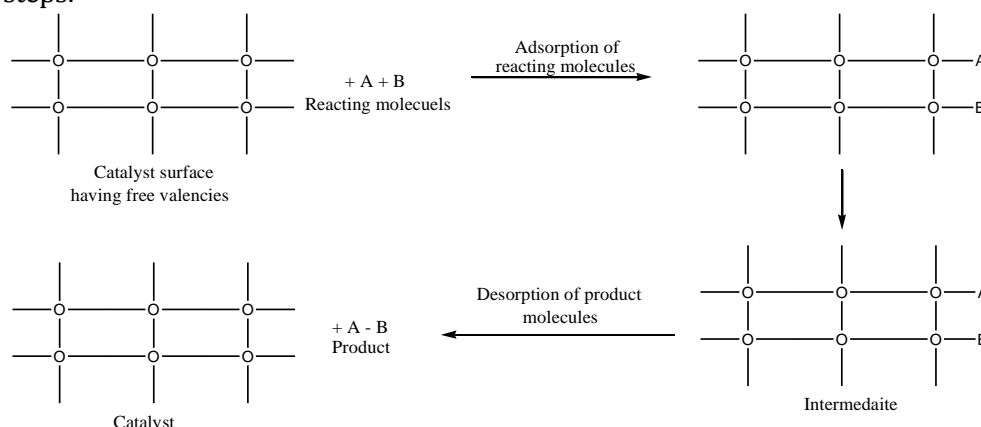 steps.
O O O
O O O
+ A + B
Reacting molecuels
Catalyst surface
having free valencies
Adsorption of
reacting molecules
O O O A
O O O B
O O O A
O O O B
Intermedaite
Desorption of product
molecules
O O O
O O O
+ A - B
Product
Catalyst